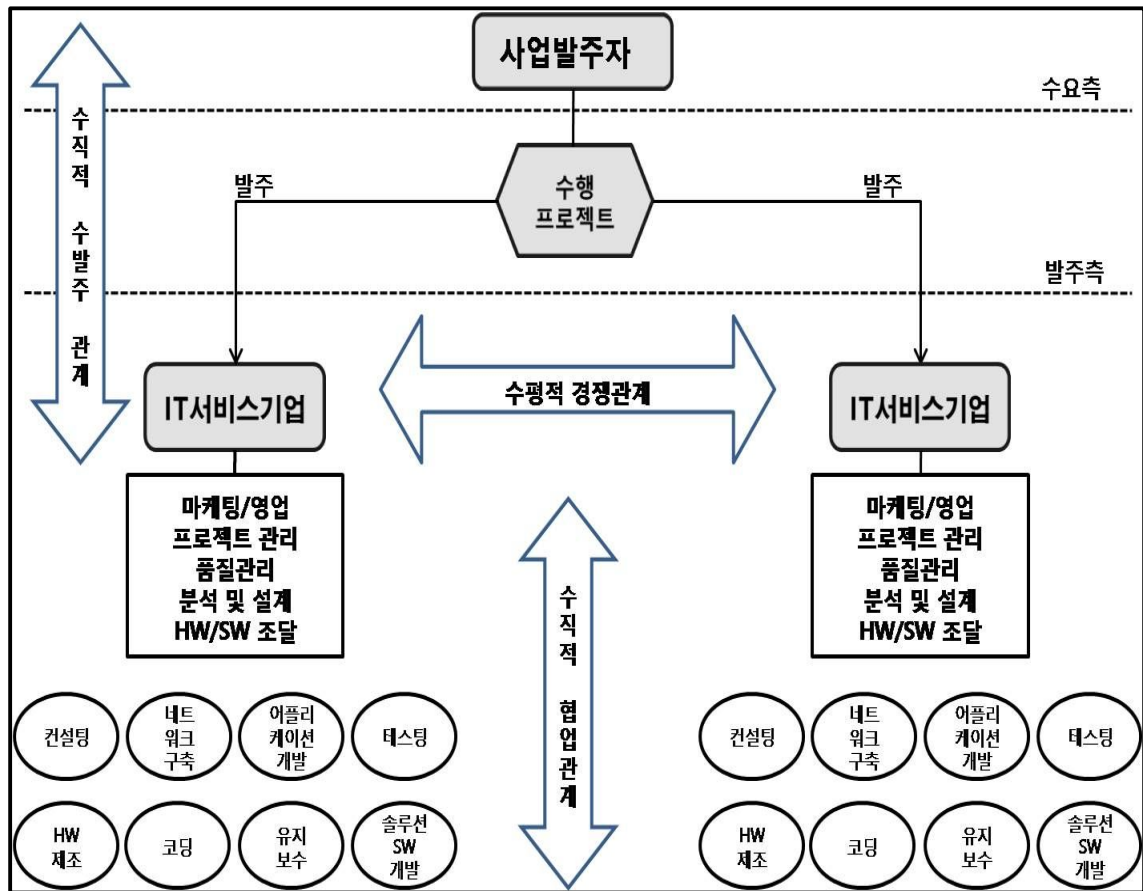 사업발주자
수요측
수행
프로젝트
발주
발주
발주측
수직적 수발주 관계
수평적 경쟁관계
IT서비스기업
IT서비스기업
마케팅/영업
프로젝트 관리
품질관리
분석 및 설계
HW/SW 조달
마케팅/영업
프로젝트 관리
품질관리
분석 및 설계
HW/SW 조달
수직적 협업관계
컨설팅
네트
워크
구축
어플리
케이션
개발
테스팅
HW
제조
코딩
유지
보수
솔루션
SW
개발
컨설팅
네트
워크
구축
어플리
케이션
개발
테스팅
HW
제조
코딩
유지
보수
솔루션
SW
개발